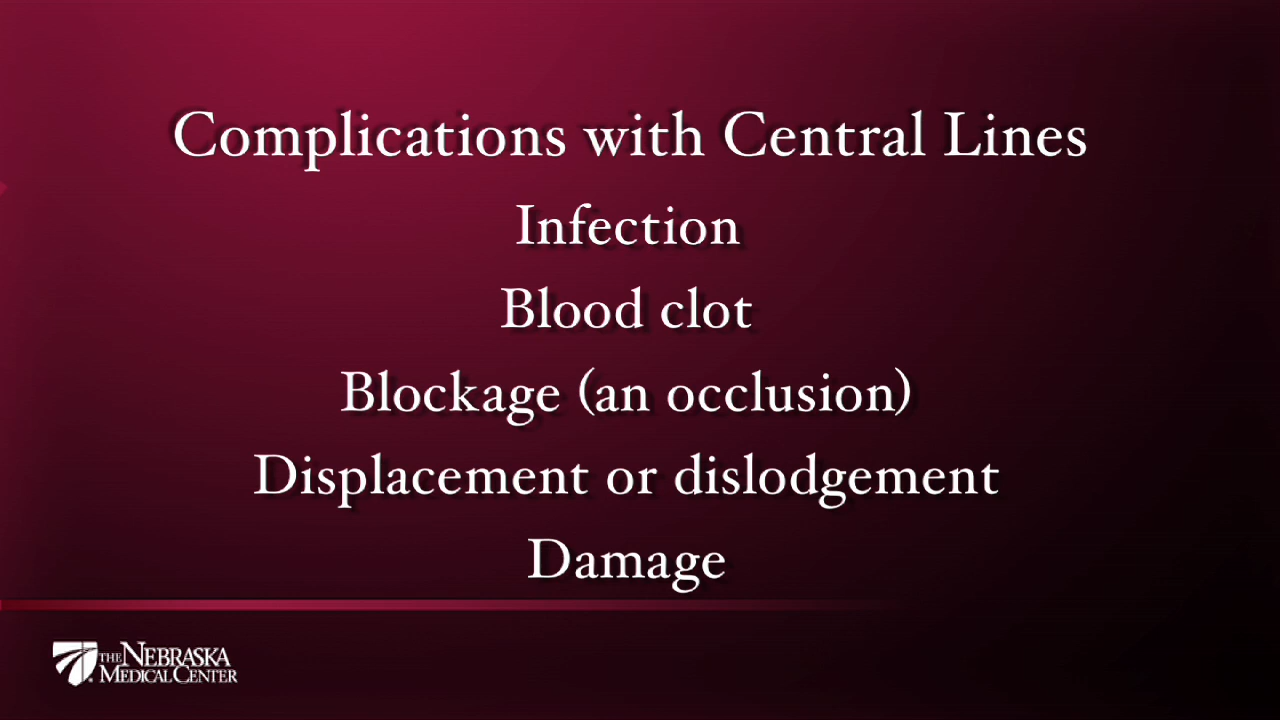 Complications with Central Lines
Infection
Blood clot
Blockage (an occlusion)
Displacement or dislodgement
Damage
THE NEBRASKA
MEDICAL CENTER